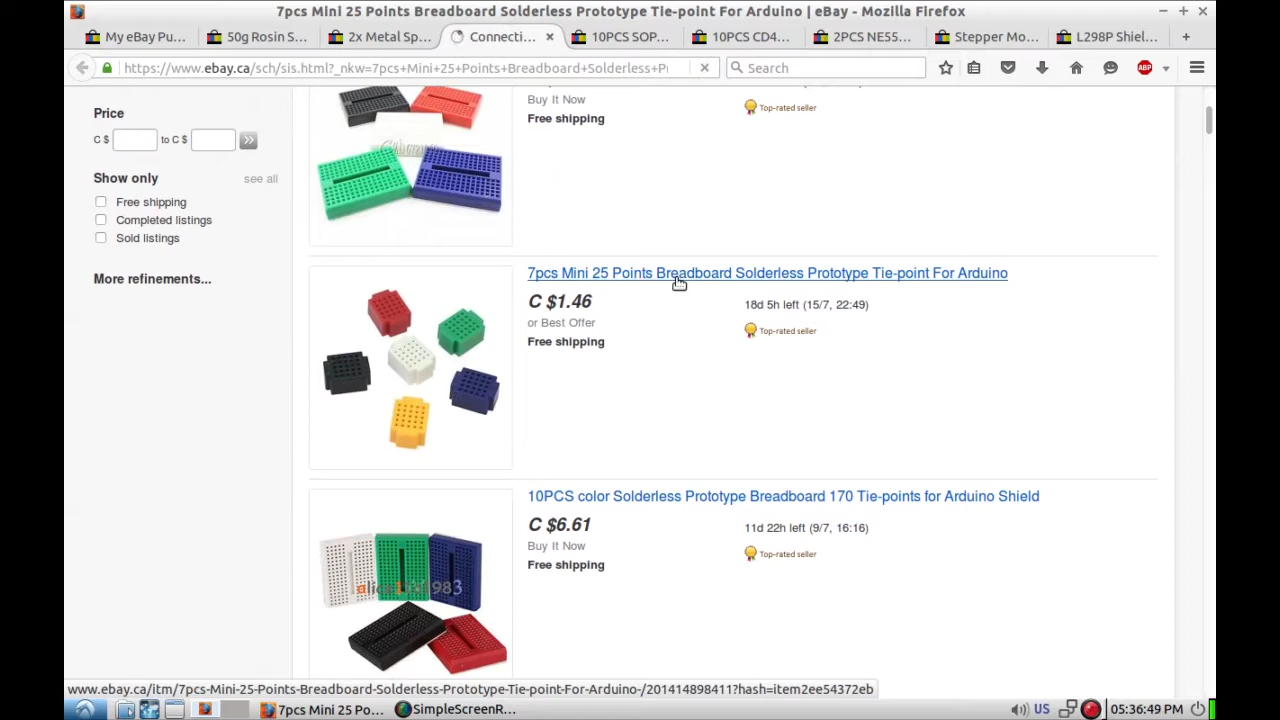 7pcs Mini 25 Points Breadboard Solderless Prototype Tie-point For Arduino | eBay - Mozilla Firefox
My eBay Pu... 50g Rosin S... 2x Metal Sp... Connecti... 10PCS SOP... 10PCS CD4... 2PCS NE55... Stepper Mo... L298P Shiel...
https://www.ebay.ca/sch/sis.html?_nkw=7pcs+Mini+25+Points+Breadboard+Solderless+P Search ABP
Price
C $ to C $
Show only see all
Free shipping
Completed listings
Sold listings
More refinements...
Buy It Now
Free shipping
Top-rated seller
7pcs Mini 25 Points Breadboard Solderless Prototype Tie-point For Arduino
C $1.46
18d 5h left (15/7, 22:49)
or Best Offer
Top-rated seller
Free shipping
10PCS color Solderless Prototype Breadboard 170 Tie-points for Arduino Shield
C $6.61
11d 22h left (9/7, 16:16)
Buy It Now
Top-rated seller
Free shipping
www.ebay.ca/itm/7pcs-Mini-25-Points-Breadboard-Solderless-Prototype-Tie-point-For-Arduino-/201414898411?hash=item2ee54372eb
7pcs Mini 25 Po... SimpleScreenR... US 05:36:49 PM